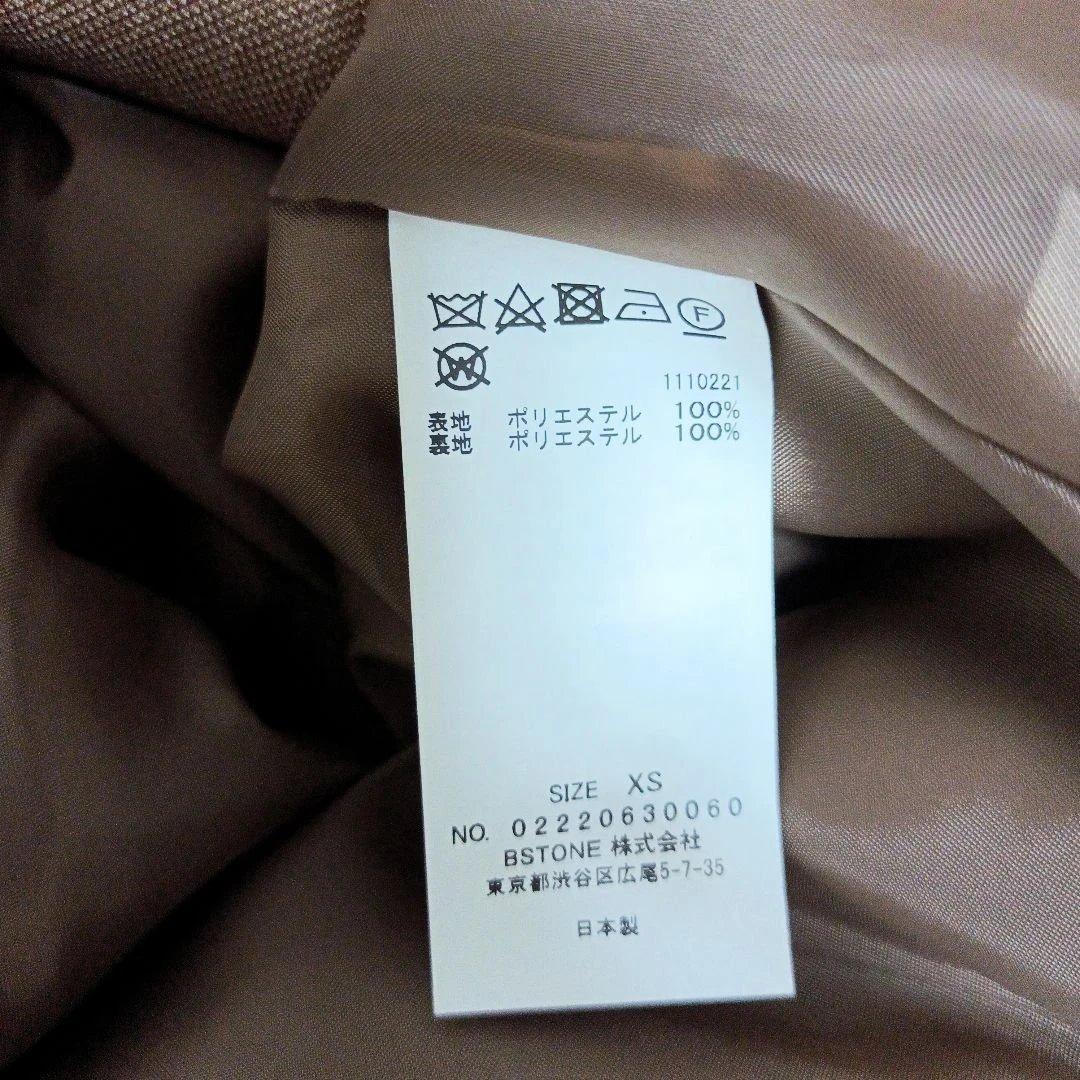 F
W
1110221
表地 ポリエステル 100%
裏地 ポリエステル 100%
SIZE XS
NO. 02220630060
BSTONE 株式会社
東京都渋谷区広尾5-7-35
日本製